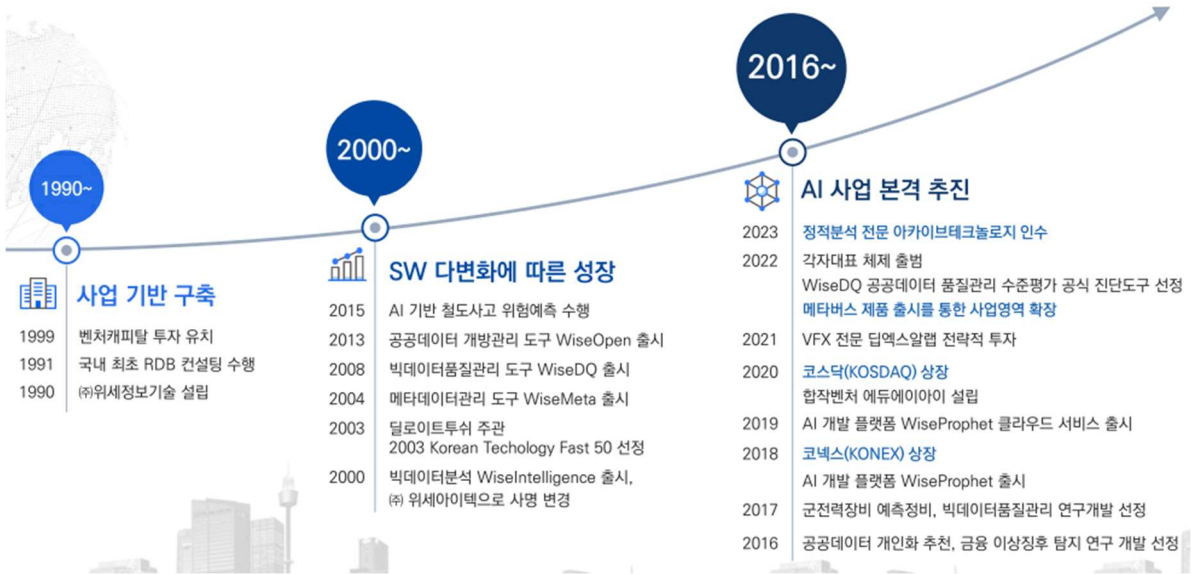 1990~
사업 기반 구축
1999 벤처캐피탈 투자 유치
1991 국내 최초 RDB 컨설팅 수행
1990 ㈜위세정보기술 설립
2000~
SW 다변화에 따른 성장
2015 AI 기반 철도사고 위험예측 수행
2013 공공데이터 개방관리 도구 WiseOpen 출시
2008 빅데이터품질관리 도구 WiseDQ 출시
2004 메타데이터관리 도구 WiseMeta 출시
2003 딜로이트투쉬 주관
2003 Korean Techology Fast 50 선정
2000 빅데이터분석 WiseIntelligence 출시,
㈜ 위세아이텍으로 사명 변경
2016~
AI 사업 본격 추진
2023 정적분석 전문 아카이브테크놀로지 인수
2022 각자대표 체제 출범
WiseDQ 공공데이터 품질관리 수준평가 공식 진단도구 선정
메타버스 제품 출시를 통한 사업영역 확장
2021 VFX 전문 딥엑스알랩 전략적 투자
2020 코스닥(KOSDAQ) 상장
합작벤처 에듀에이아이 설립
2019 AI 개발 플랫폼 WiseProphet 클라우드 서비스 출시
2018 코넥스(KONEX) 상장
AI 개발 플랫폼 WiseProphet 출시
2017 군전력장비 예측정비, 빅데이터품질관리 연구개발 선정
2016 공공데이터 개인화 추천, 금융 이상징후 탐지 연구 개발 선정